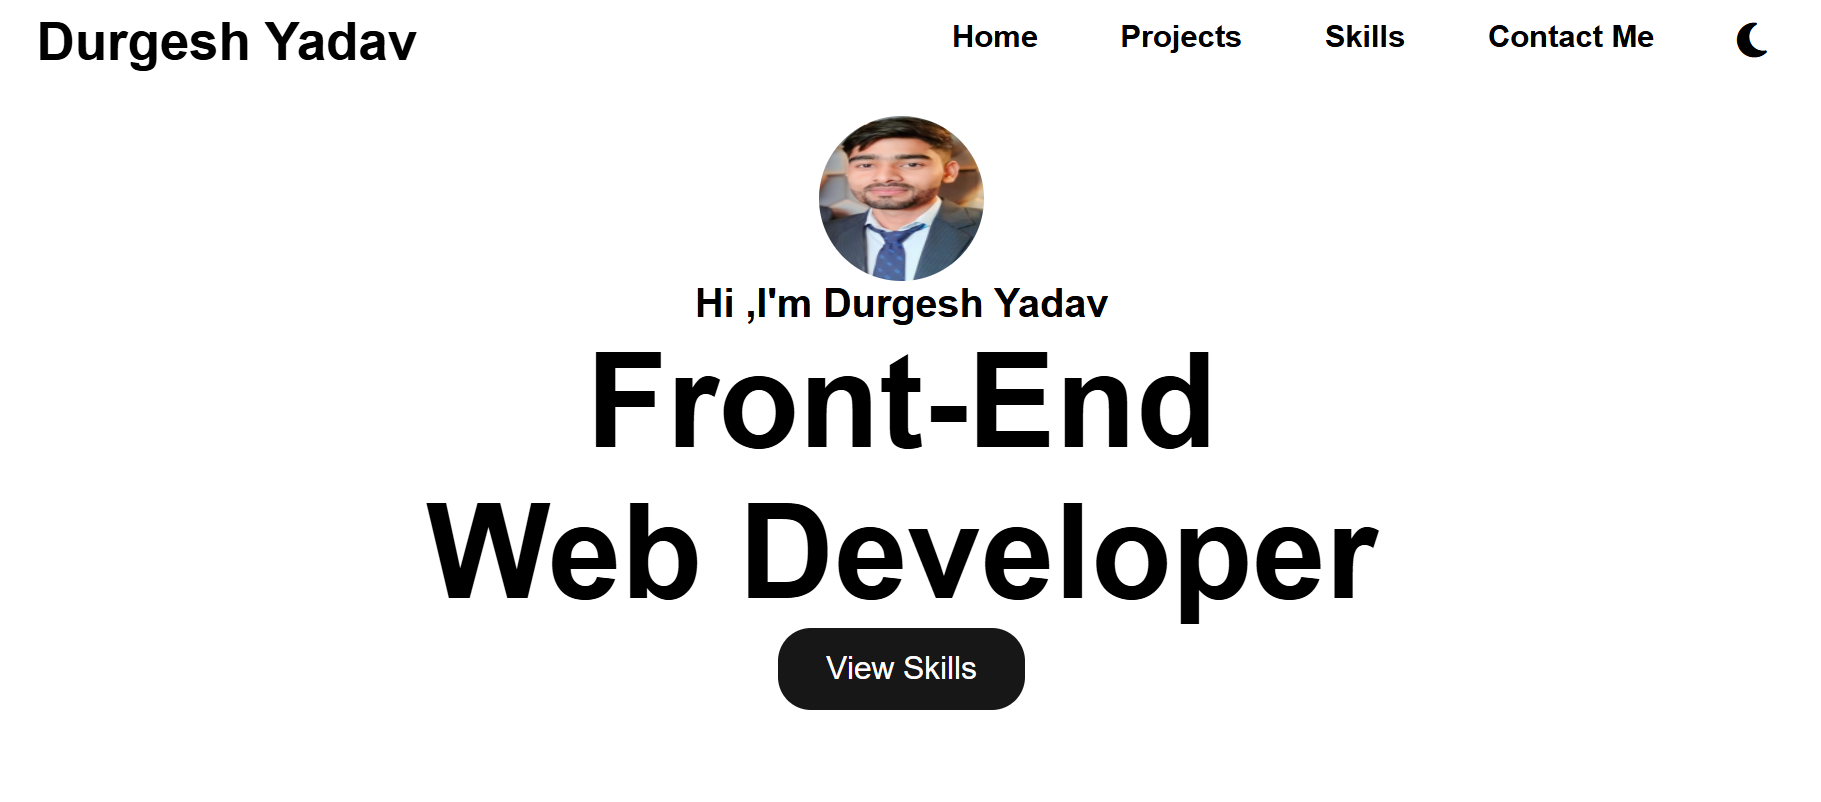 Durgesh Yadav
Home Projects Skills Contact Me
Hi ,I'm Durgesh Yadav
Front-End
Web Developer
View Skills